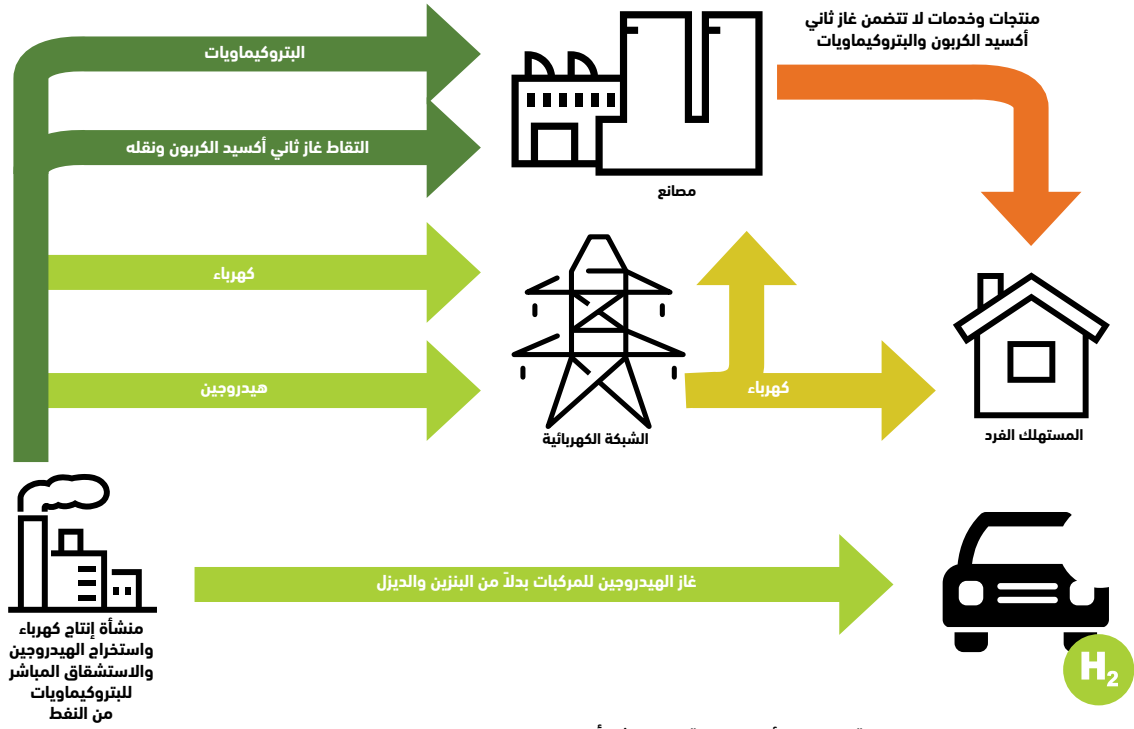 منتجات وخدمات لا تتضمن غاز ثاني
أكسيد الكربون والبتروكيماويات
البتروكيماويات
التقاط غاز ثاني أكسيد الكربون ونقله
مصانع
كهرباء
هيدروجين
كهرباء
الشبكة الكهربائية
المستهلك الفرد
غاز الهيدروجين للمركبات بدلاً من البنزين والديزل
H₂
منشأة إنتاج كهرباء
واستخراج الهيدروجين
والاستشقاق المباشر
للبتروكيماويات
من النفط